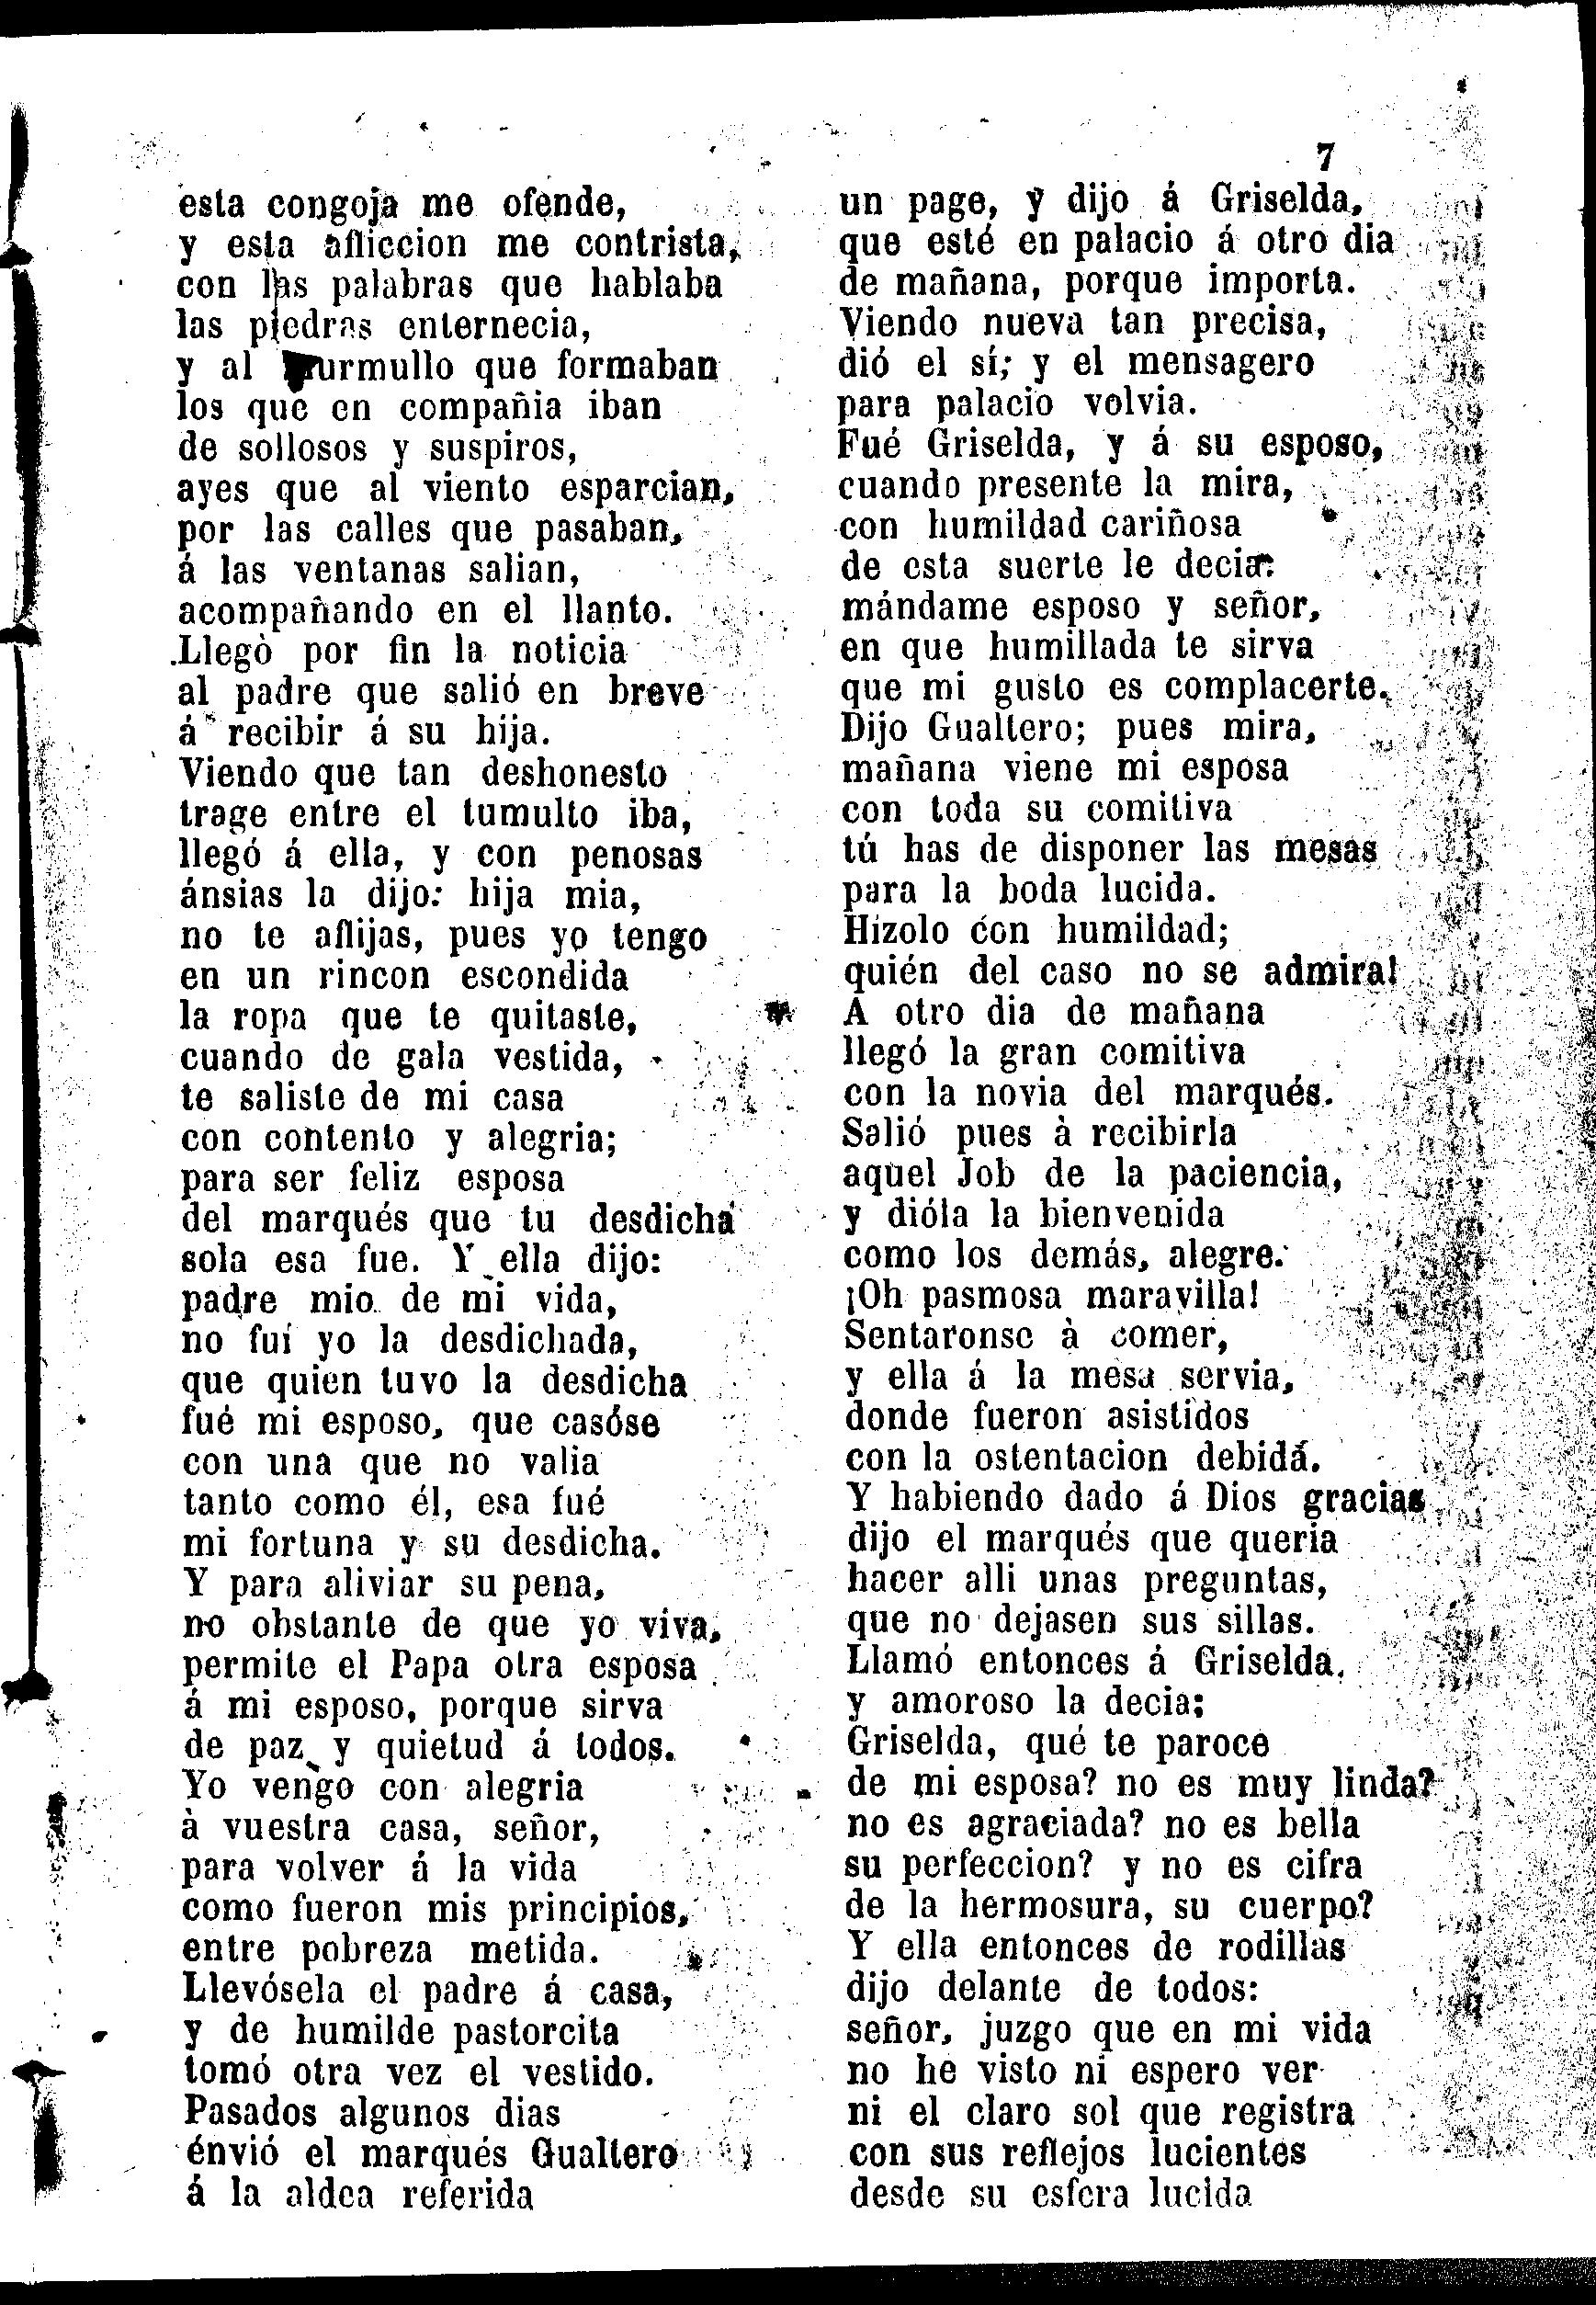 7
esta congoja me ofende,
y esta afliccion me contrista,
con las palabras que hablaba
las piedras enternecia,
y al murmullo que formaban
los que en compañia iban
de sollosos y suspiros,
ayes que al viento esparcian,
por las calles que pasaban,
á las ventanas salian,
acompañando en el llanto.
Llegò por fin la noticia
al padre que salió en breve
á recibir á su hija.
Viendo que tan deshonesto
trage entre el tumulto iba,
llegó á ella, y con penosas
ánsias la dijo: hija mia,
no te aflijas, pues yo tengo
en un rincon escondida
la ropa que te quitaste,
cuando de gala vestida,
te saliste de mi casa
con contento y alegria;
para ser feliz esposa
del marqués que tu desdicha
sola esa fue. Y ella dijo:
padre mio de mi vida,
no fuí yo la desdichada,
que quien tuvo la desdicha
fué mi esposo, que casóse
con una que no valia
tanto como él, esa fué
mi fortuna y su desdicha.
Y para aliviar su pena,
no obstante de que yo viva,
permite el Papa otra esposa
á mi esposo, porque sirva
de paz y quietud á todos.
Yo vengo con alegria
à vuestra casa, señor,
para volver á la vida
como fueron mis principios,
entre pobreza metida.
Llevósela el padre á casa,
y de humilde pastorcita
tomó otra vez el vestido.
Pasados algunos dias
énvió el marqués Gualtero
á la aldea referida
un page, y dijo á Griselda,
que esté en palacio á otro dia
de mañana, porque importa.
Viendo nueva tan precisa,
dió el sí; y el mensagero
para palacio volvia.
Fué Griselda, y á su esposo,
cuando presente la mira,
con humildad cariñosa
de esta suerte le decia:
mándame esposo y señor,
en que humillada te sirva
que mi gusto es complacerte.
Dijo Gualtero; pues mira,
mañana viene mi esposa
con toda su comitiva
tú has de disponer las mesas
para la boda lucida.
Hízolo con humildad;
quién del caso no se admira!
A otro dia de mañana
llegó la gran comitiva
con la novia del marqués.
Salió pues à recibirla
aquel Job de la paciencia,
y dióla la bienvenida
como los demás, alegre.
¡Oh pasmosa maravilla!
Sentaronse à comer,
y ella á la mesa servia,
donde fueron asistidos
con la ostentacion debida.
Y habiendo dado á Dios gracias
dijo el marqués que queria
hacer alli unas preguntas,
que no dejasen sus sillas.
Llamó entonces á Griselda,
y amoroso la decia:
Griselda, qué te paroce
de mi esposa? no es muy linda?
no es agraciada? no es bella
su perfeccion? y no es cifra
de la hermosura, su cuerpo?
Y ella entonces de rodillas
dijo delante de todos:
señor, juzgo que en mi vida
no he visto ni espero ver
ni el claro sol que registra
con sus reflejos lucientes
desde su esfera lucida